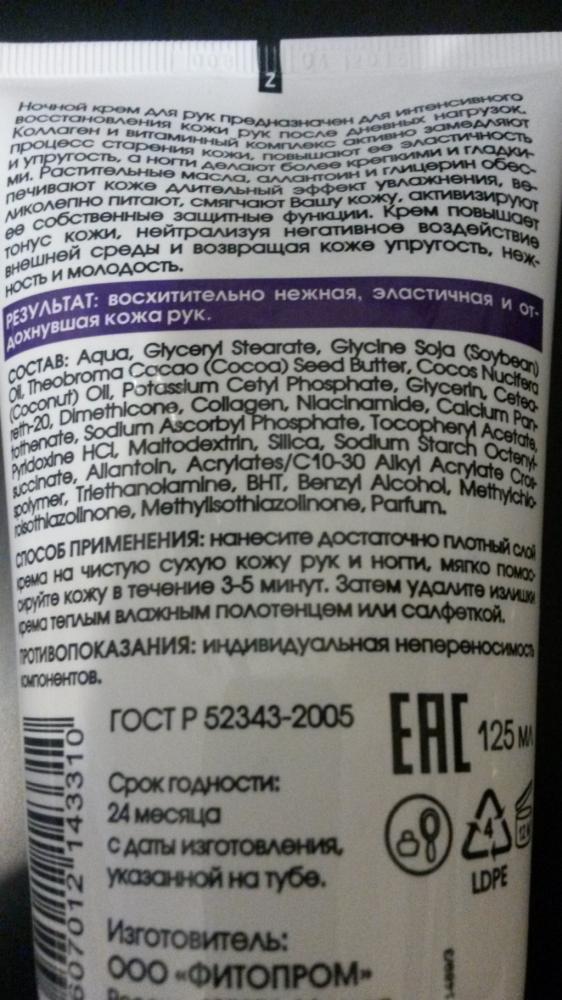 Z
Ночной крем для рук предназначен для интенсивного
восстановления кожи рук после дневных нагрузок.
Коллаген и витаминный комплекс активно замедляют
процесс старения кожи, повышают ее эластичность
и упругость, а ногти делают более крепкими и гладки-
ми. Растительные масла, аллантоин и глицерин обес-
печивают коже длительный эффект увлажнения, ве-
ликолепно питают, смягчают Вашу кожу, активизируют
ее собственные защитные функции. Крем повышает
тонус кожи, нейтрализуя негативное воздействие
внешней среды и возвращая коже упругость, неж-
ность и молодость.
РЕЗУЛЬТАТ: восхитительно нежная, эластичная и от-
дохнувшая кожа рук.
СОСТАВ: Aqua, Glyceryl Stearate, Glycine Soja (Soybean)
Oil, Theobroma Cacao (Cocoa) Seed Butter, Cocos Nucifera
(Coconut) Oil, Potassium Cetyl Phosphate, Glycerin, Cetea-
reth-20, Dimethicone, Collagen, Niacinamide, Calcium Pan-
tothenate, Sodium Ascorbyl Phosphate, Tocopheryl Acetate,
Pyridoxine HCl, Maltodextrin, Silica, Sodium Starch Octenyl-
succinate, Allantoin, Acrylates/C10-30 Alkyl Acrylate Cros-
spolymer, Triethanolamine, BHT, Benzyl Alcohol, Methylchlo-
roisothiazolinone, Methylisothiazolinone, Parfum.
СПОСОБ ПРИМЕНЕНИЯ: нанесите достаточно плотный слой
крема на чистую сухую кожу рук и ногти, мягко помас-
сируйте кожу в течение 3-5 минут. Затем удалите излишки
крема теплым влажным полотенцем или салфеткой.
ПРОТИВОПОКАЗАНИЯ: индивидуальная непереносимость
компонентов.
ГОСТ Р 52343-2005
EAC
125 мл
Срок годности:
24 месяца
с даты изготовления,
указанной на тубе.
4
LDPE
12 M
607012 143310
Изготовитель:
ООО «ФИТОПРОМ»